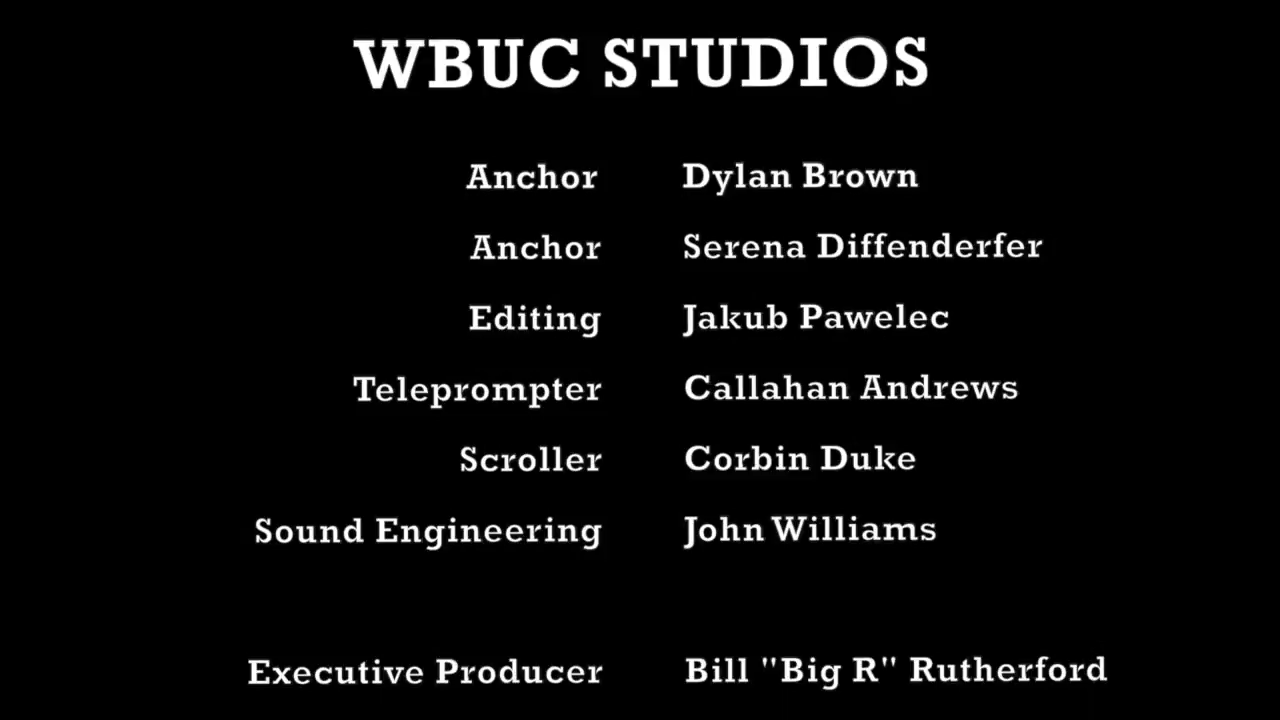 WBUC STUDIOS
Anchor Dylan Brown
Anchor Serena Diffenderfer
Editing Jakub Pawelec
Teleprompter Callahan Andrews
Scroller Corbin Duke
Sound Engineering John Williams
Executive Producer Bill "Big R" Rutherford